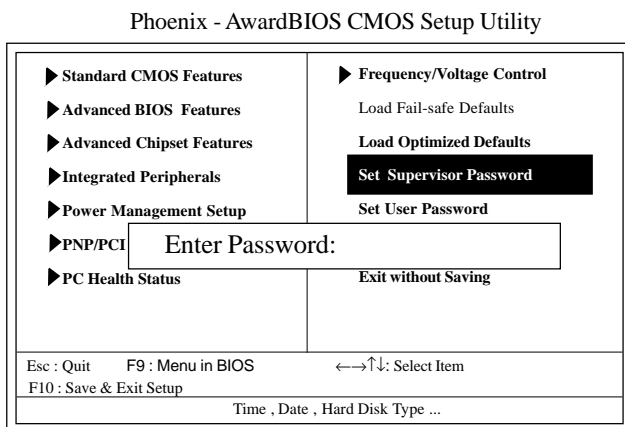 Phoenix - AwardBIOS CMOS Setup Utility
Standard CMOS Features
Advanced BIOS Features
Advanced Chipset Features
Integrated Peripherals
Power Management Setup
PNP/PCI
PC Health Status
Frequency/Voltage Control
Load Fail-safe Defaults
Load Optimized Defaults
Set Supervisor Password
Set User Password
Enter Password:
Exit without Saving
Esc : Quit F9 : Menu in BIOS ←→↑↓: Select Item
F10 : Save & Exit Setup
Time , Date , Hard Disk Type ...